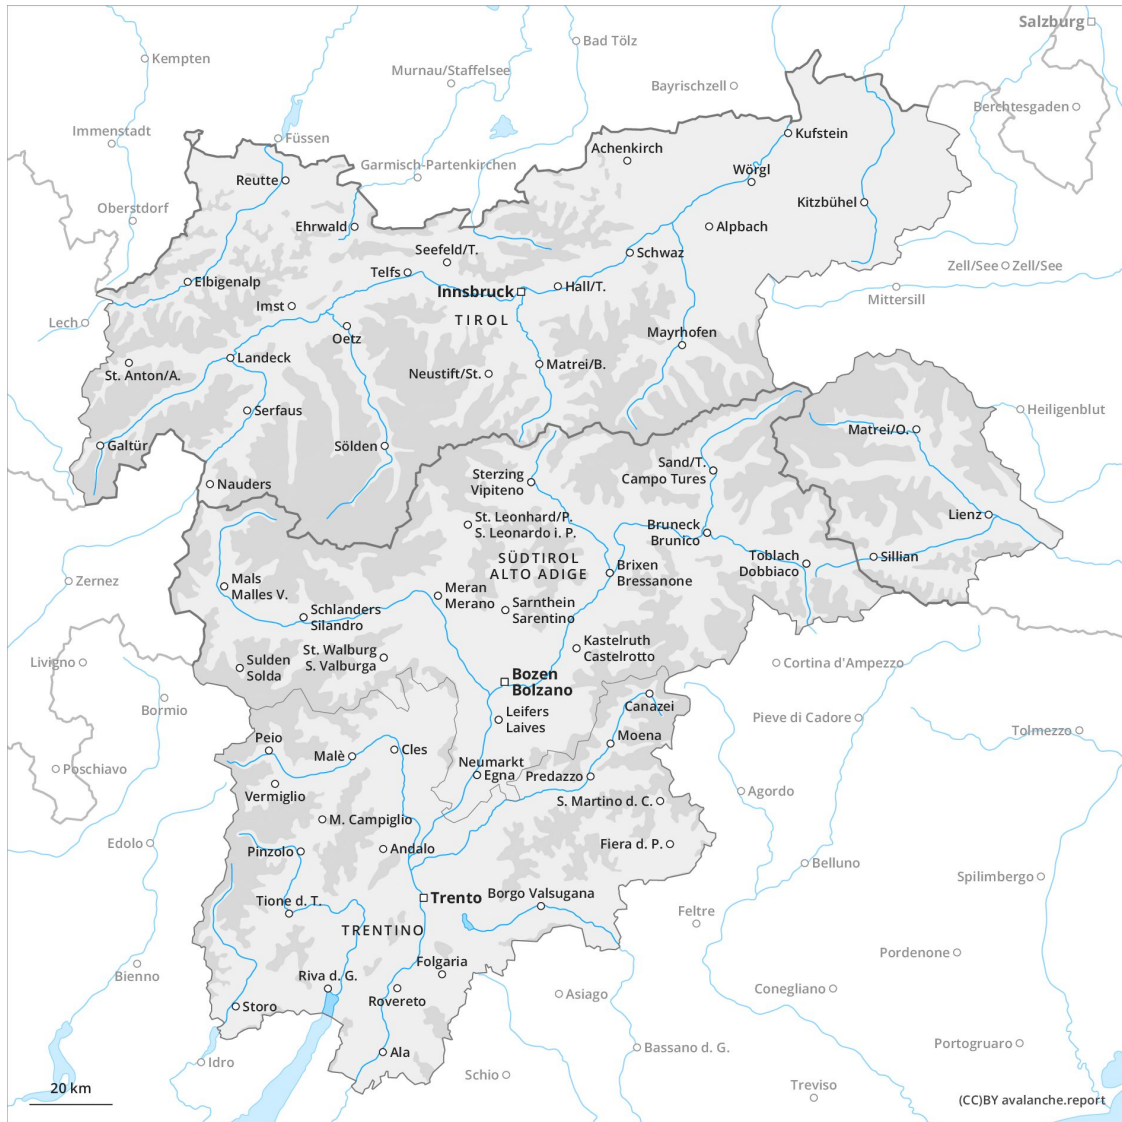 Salzburg
Bad Tölz
Kempten
Murnau/Staffelsee
Bayrischzell
Berchtesgaden
Immenstadt
Füssen
Kufstein
Achenkirch
Garmisch-Partenkirchen
Wörgl
Reutte
Kitzbühel
Oberstdorf
Ehrwald
Alpbach
Seefeld/T.
Schwaz
Telfs
Zell/See
Zell/See
Elbigenalp
Innsbruck
Hall/T.
Mittersill
Imst
Lech
TIROL
Oetz
Mayrhofen
Landeck
Matrei/B.
St. Anton/A.
Neustift/St.
Serfaus
Heiligenblut
Matrei/O.
Galtür
Sölden
Sand/T.
Campo Tures
Sterzing
Vipiteno
Nauders
St. Leonhard/P.
S. Leonardo i. P.
Lienz
Bruneck
Brunico
SÜDTIROL
ALTO ADIGE
Toblach
Dobbiaco
Sillian
Brixen
Bressanone
Zernez
Mals
Malles V.
Meran
Merano
Sarnthein
Sarentino
Schlanders
Silandro
Kastelruth
Castelrotto
St. Walburg
S. Valburga
Livigno
Sulden
Solda
Cortina d'Ampezzo
Bozen
Bolzano
Bormio
Canazei
Leifers
Laives
Pieve di Cadore
Tolmezzo
Peio
Moena
Malè
Cles
Neumarkt
Egna
Predazzo
Poschiavo
Vermiglio
Agordo
S. Martino d. C.
M. Campiglio
Edolo
Pinzolo
Andalo
Fiera d. P.
Belluno
Spilimbergo
Trento
Borgo Valsugana
Tione d. T.
Feltre
TRENTINO
Pordenone
Folgaria
Bienno
Riva d. G.
Rovereto
Asiago
Conegliano
Storo
Portogruaro
Ala
Bassano d. G.
Idro
Schio
Treviso
20 km
(CC)BY avalanche.report